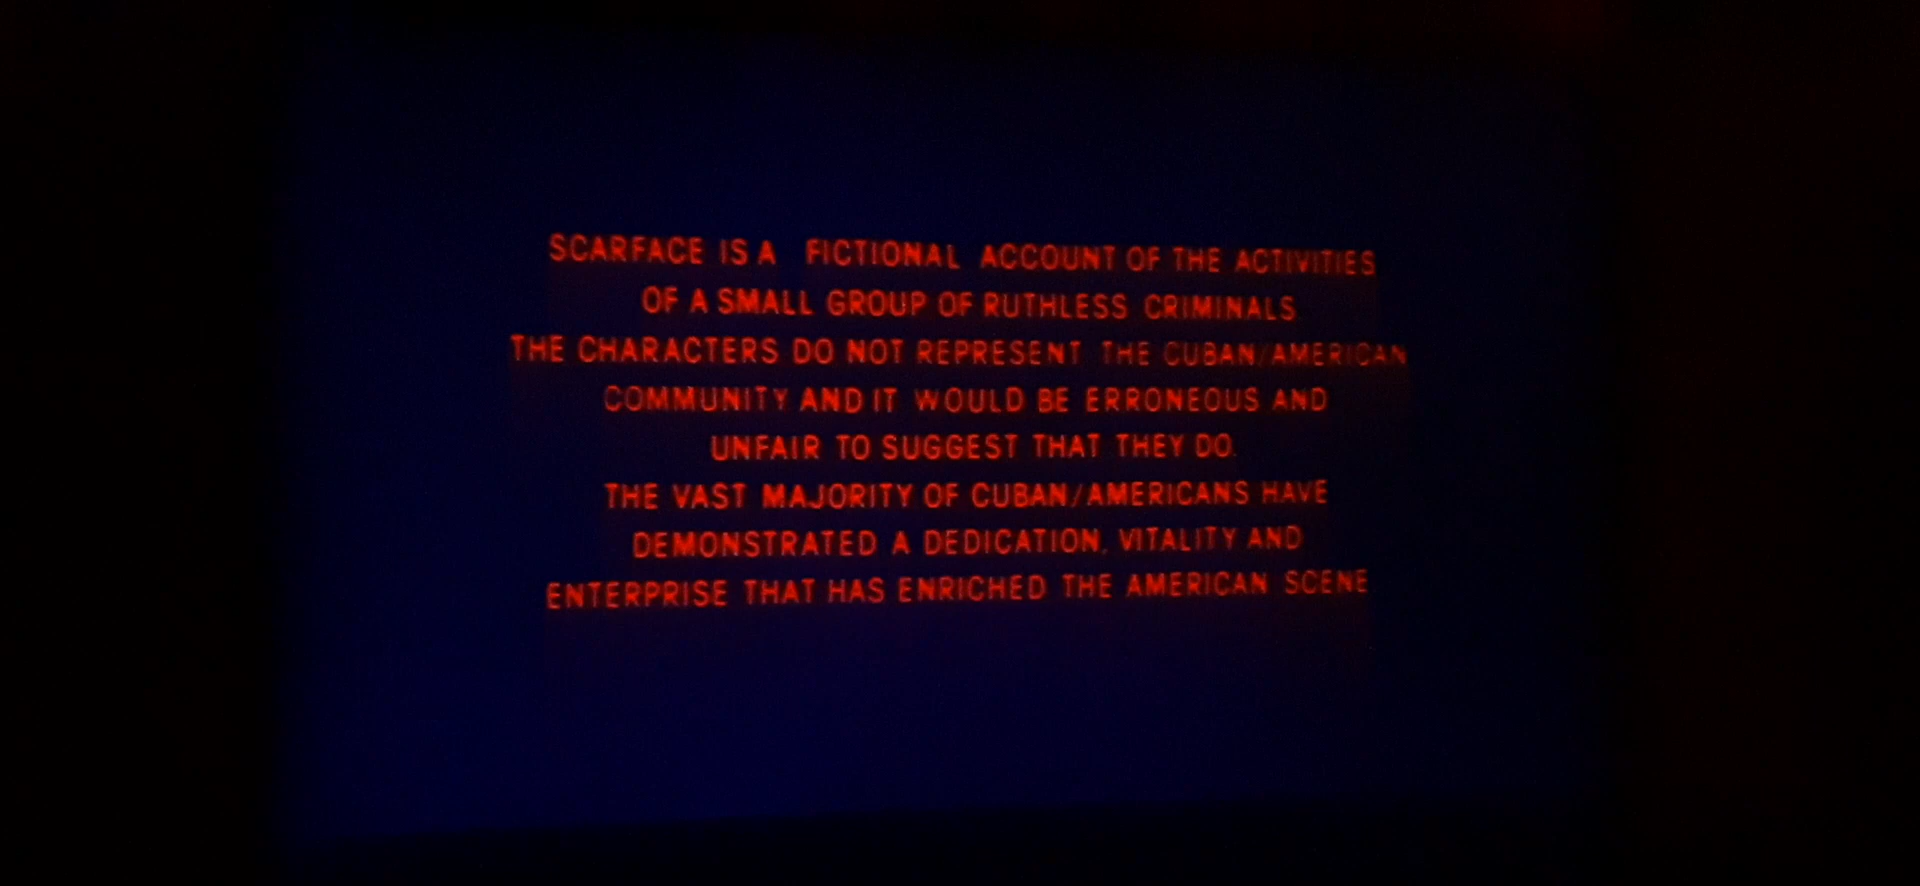 SCARFACE IS A FICTIONAL ACCOUNT OF THE ACTIVITIES
OF A SMALL GROUP OF RUTHLESS CRIMINALS
THE CHARACTERS DO NOT REPRESENT THE CUBAN/AMERICAN
COMMUNITY AND IT WOULD BE ERRONEOUS AND
UNFAIR TO SUGGEST THAT THEY DO.
THE VAST MAJORITY OF CUBAN/AMERICANS HAVE
DEMONSTRATED A DEDICATION, VITALITY AND
ENTERPRISE THAT HAS ENRICHED THE AMERICAN SCENE